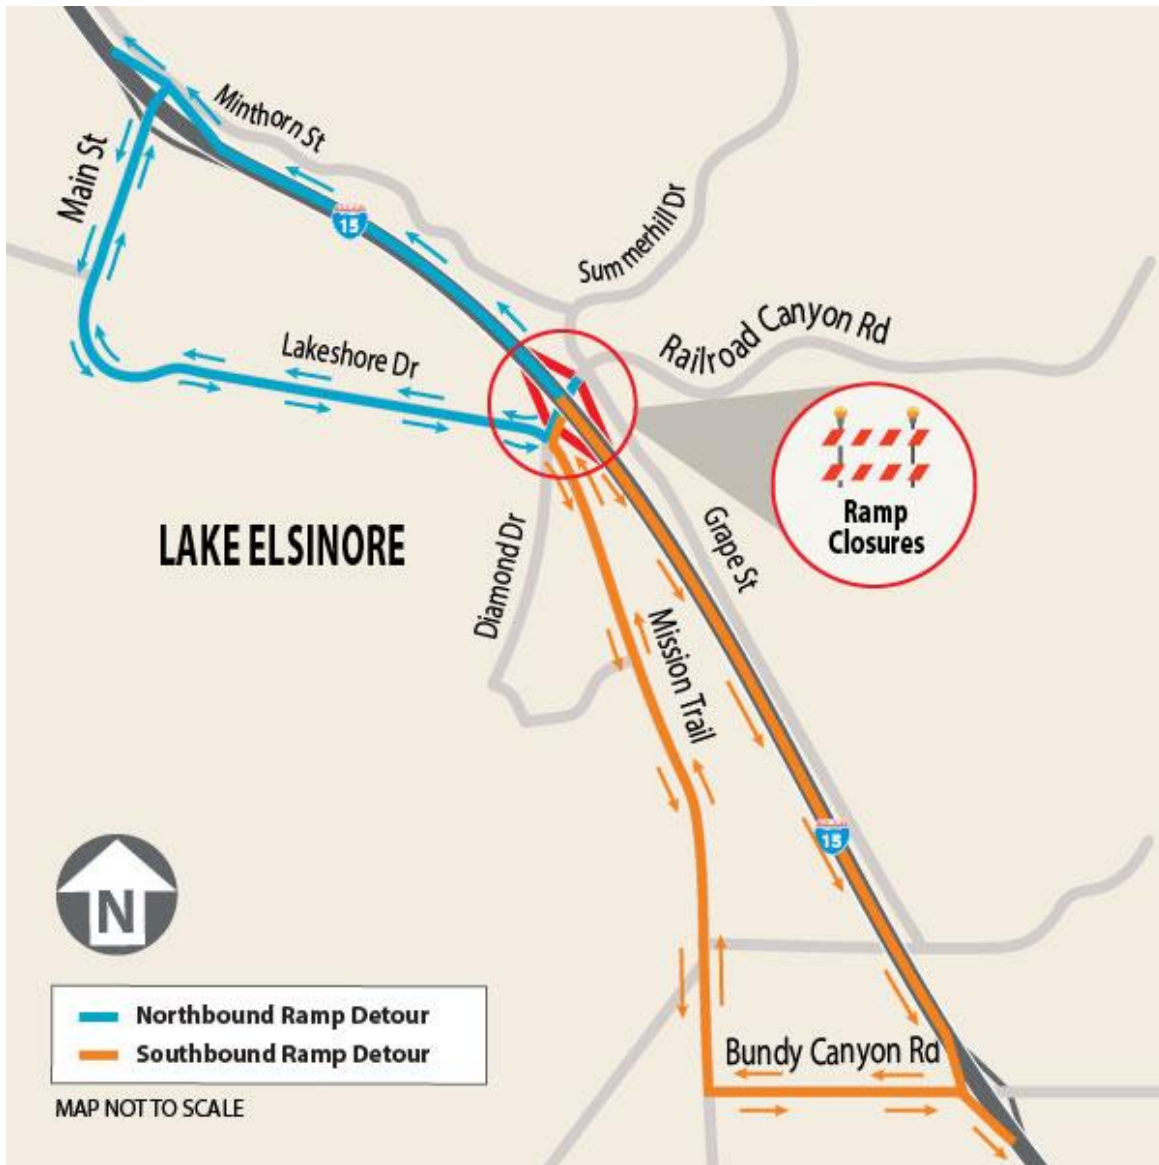 Minthorn St
Main St
15
Summerhill Dr
Railroad Canyon Rd
Lakeshore Dr
Ramp
Closures
LAKE ELSINORE
Grape St
Diamond Dr
Mission Trail
15
N
Northbound Ramp Detour
Southbound Ramp Detour
Bundy Canyon Rd
MAP NOT TO SCALE